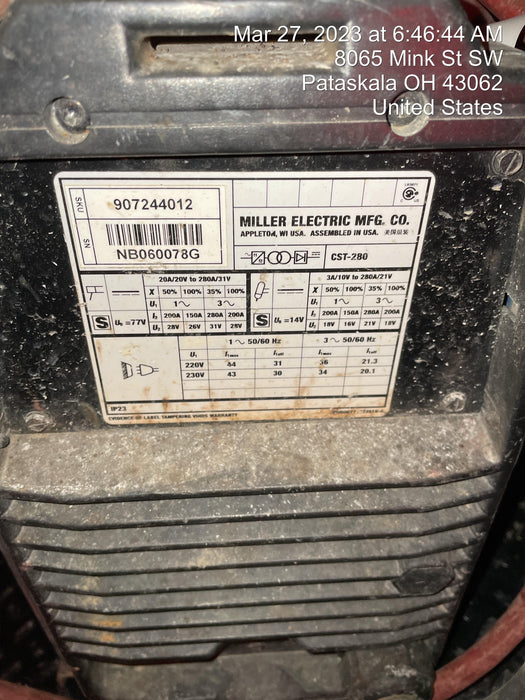 Mar 27, 2023 at 6:46:44 AM
8065 Mink St SW
Pataskala OH 43062
United States
SKU 907244012
SN NB060078G
MILLER ELECTRIC MFG. CO.
APPLETON, WI USA. ASSEMBLED IN USA.
CST-280
20A/20V to 280A/31V
X 50% 100% 35% 100%
U₁ 1~ 3~
I₂ 200A 150A 280A 200A
S U₀ =77V U₂ 28V 26V 31V 28V
3A/10V to 280A/21V
X 50% 100% 35% 100%
U₁ 1~ 3~
I₂ 200A 150A 280A 200A
S U₀ =14V U₂ 18V 16V 21V 18V
1~ 50/60 Hz 3~ 50/60 Hz
U₁ I₁max I₁eff I₁max I₁eff
220V 44 31 36 21.3
230V 43 30 34 20.1
IP23
EVIDENCE OF LABEL TAMPERING VOIDS WARRANTY